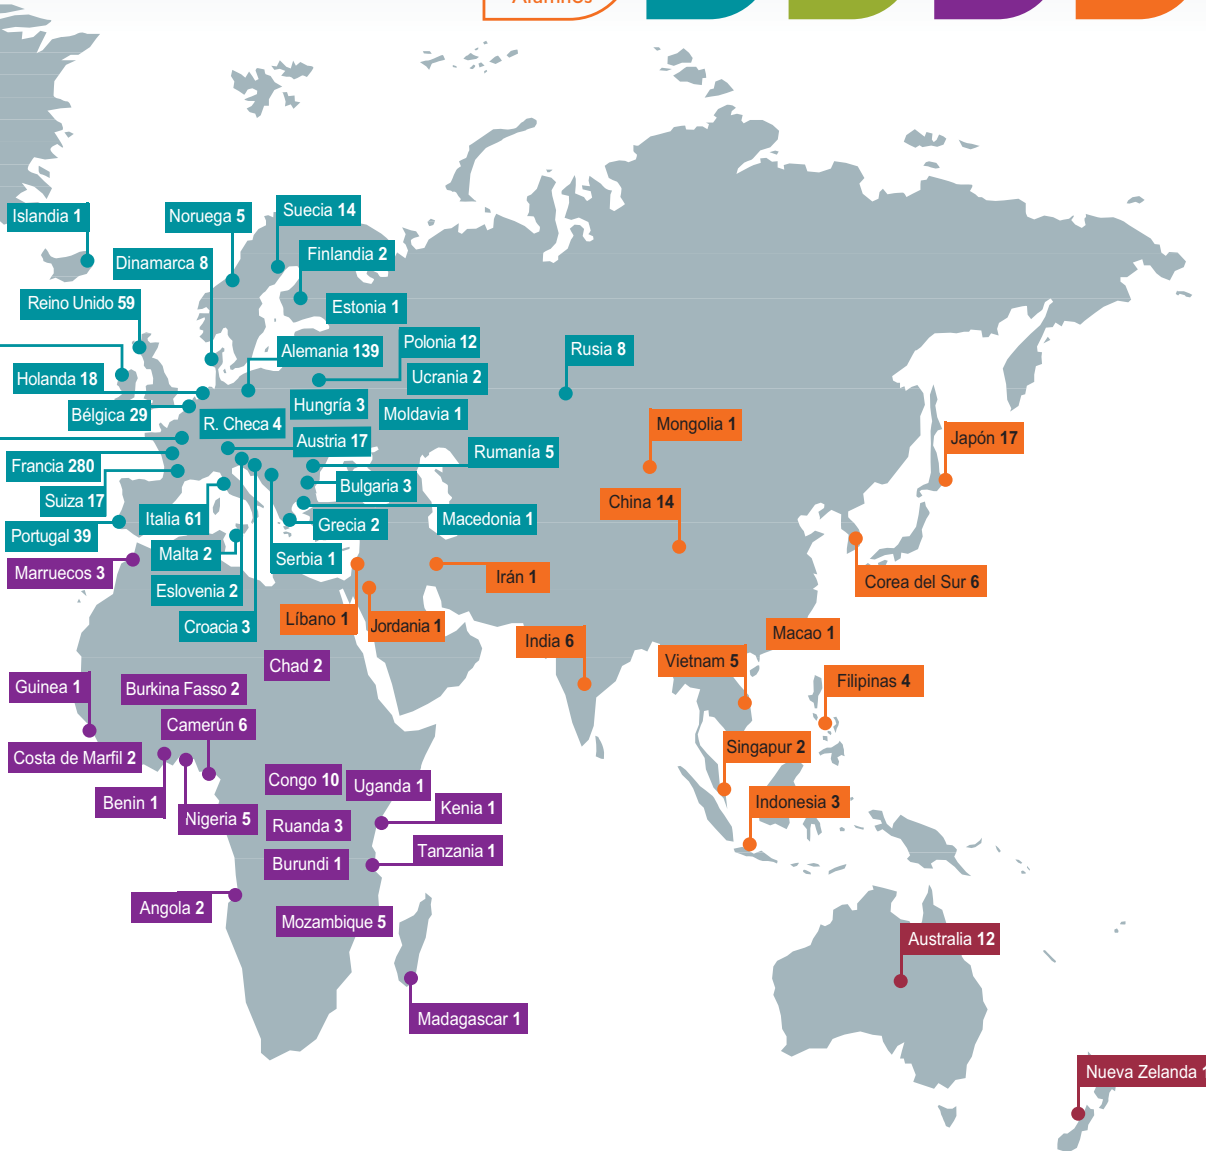 Alumnos
Islandia 1
Noruega 5
Suecia 14
Dinamarca 8
Finlandia 2
Reino Unido 59
Estonia 1
Alemania 139
Polonia 12
Rusia 8
Holanda 18
Ucrania 2
Bélgica 29
Hungría 3
Moldavia 1
R. Checa 4
Austria 17
Mongolia 1
Japón 17
Francia 280
Rumanía 5
Suiza 17
Bulgaria 3
China 14
Portugal 39
Italia 61
Grecia 2
Macedonia 1
Malta 2
Serbia 1
Marruecos 3
Irán 1
Corea del Sur 6
Eslovenia 2
Croacia 3
Líbano 1
Jordania 1
India 6
Macao 1
Chad 2
Vietnam 5
Guinea 1
Burkina Fasso 2
Filipinas 4
Camerún 6
Costa de Marfil 2
Singapur 2
Congo 10
Uganda 1
Benin 1
Nigeria 5
Kenia 1
Indonesia 3
Ruanda 3
Burundi 1
Tanzania 1
Angola 2
Mozambique 5
Australia 12
Madagascar 1
Nueva Zelanda